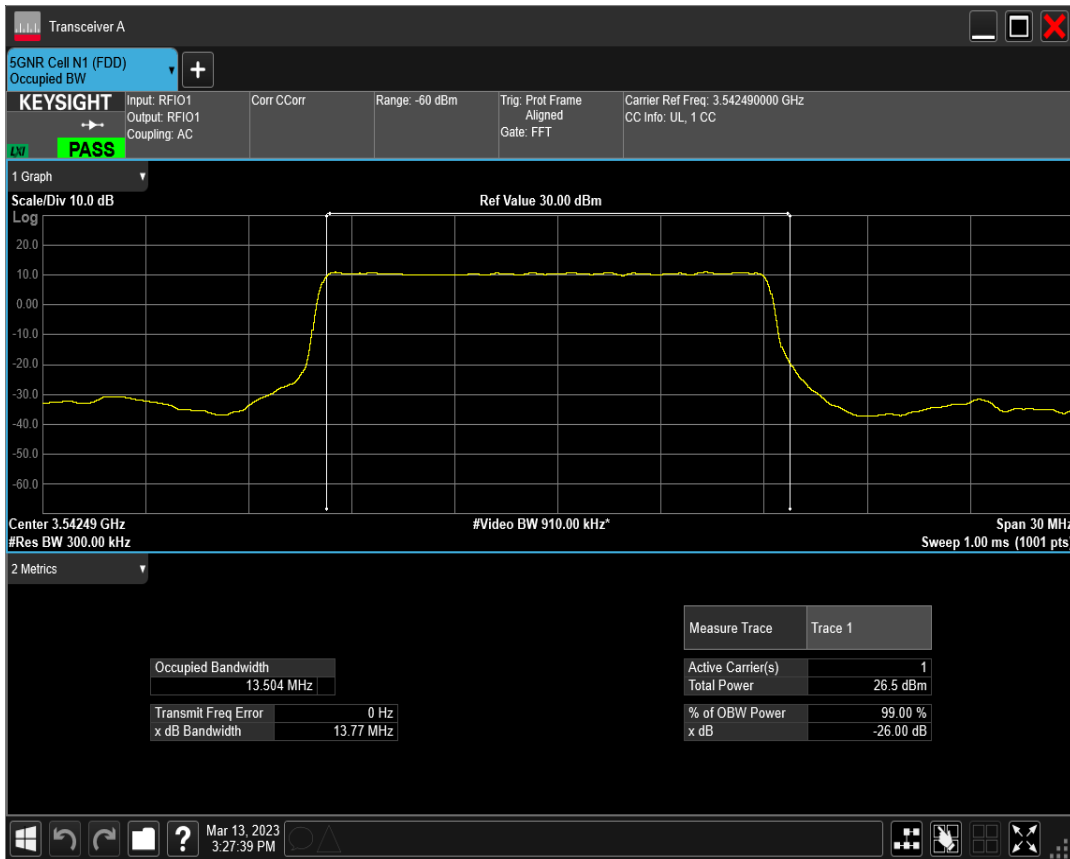 Transceiver A
5GNR Cell N1 (FDD)
Occupied BW
+
KEYSIGHT
LXI
PASS
Input: RFIO1
Output: RFIO1
Coupling: AC
Corr CCorr
Range: -60 dBm
Trig: Prot Frame
Aligned
Gate: FFT
Carrier Ref Freq: 3.542490000 GHz
CC Info: UL, 1 CC
1 Graph
Scale/Div 10.0 dB
Ref Value 30.00 dBm
Log
20.0
10.0
0.00
-10.0
-20.0
-30.0
-40.0
-50.0
-60.0
Center 3.54249 GHz
#Video BW 910.00 kHz*
Span 30 MHz
#Res BW 300.00 kHz
Sweep 1.00 ms (1001 pts)
2 Metrics
Measure Trace Trace 1
Occupied Bandwidth
13.504 MHz
Transmit Freq Error 0 Hz
x dB Bandwidth 13.77 MHz
Active Carrier(s) 1
Total Power 26.5 dBm
% of OBW Power 99.00 %
x dB -26.00 dB
?
Mar 13, 2023
3:27:39 PM